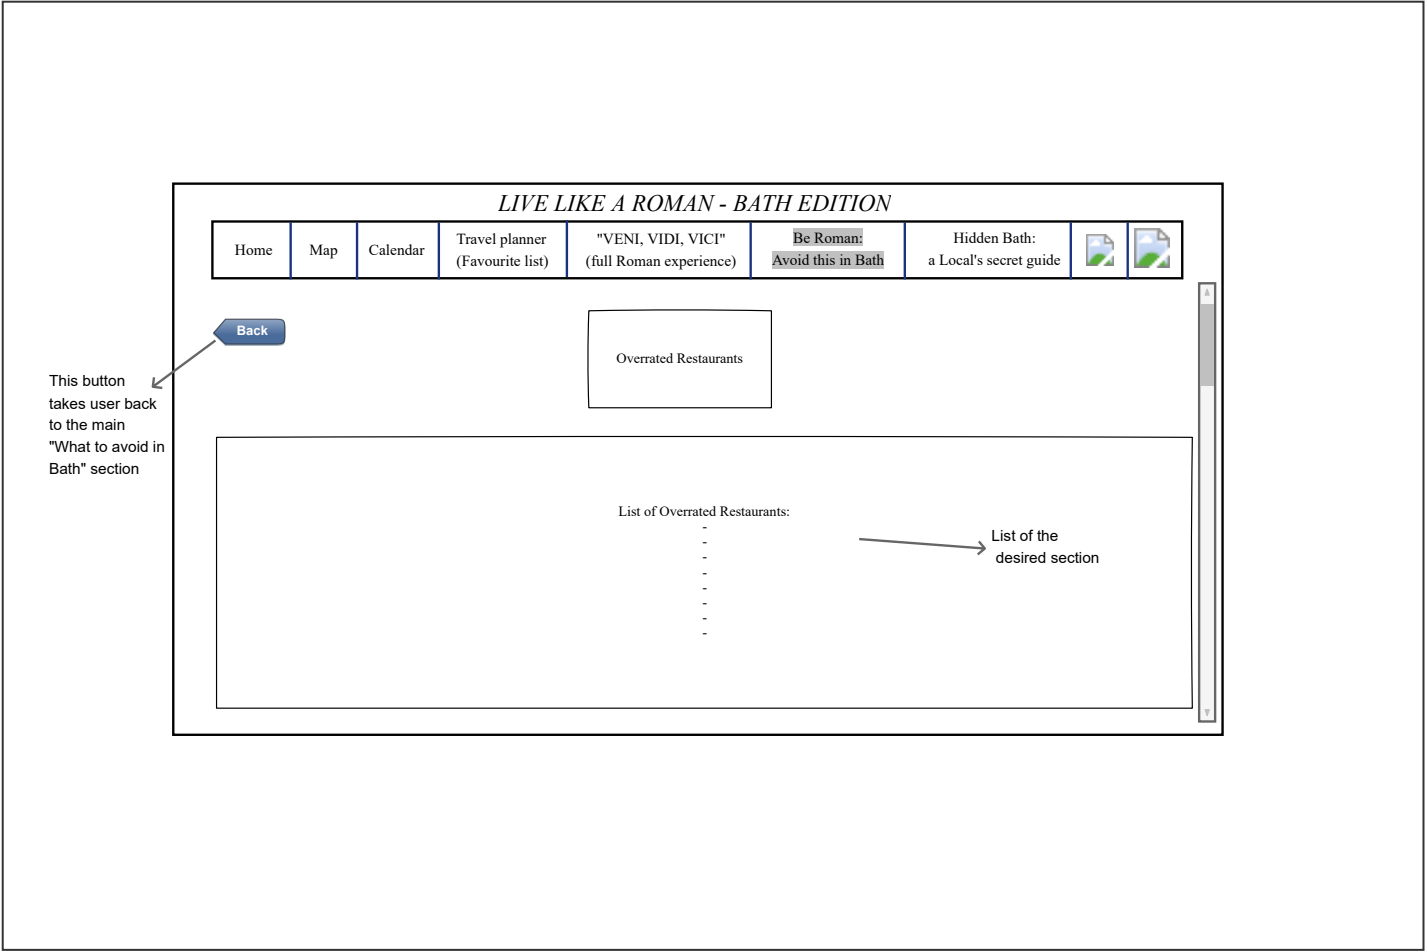 LIVE LIKE A ROMAN - BATH EDITION
Home
Map
Calendar
Travel planner
(Favourite list)
"VENI, VIDI, VICI"
(full Roman experience)
Be Roman:
Avoid this in Bath
Hidden Bath:
a Local's secret guide
Back
Overrated Restaurants
This button
takes user back
to the main
"What to avoid in
Bath" section
List of Overrated Restaurants:
-
-
-
-
-
-
-
-
List of the
desired section